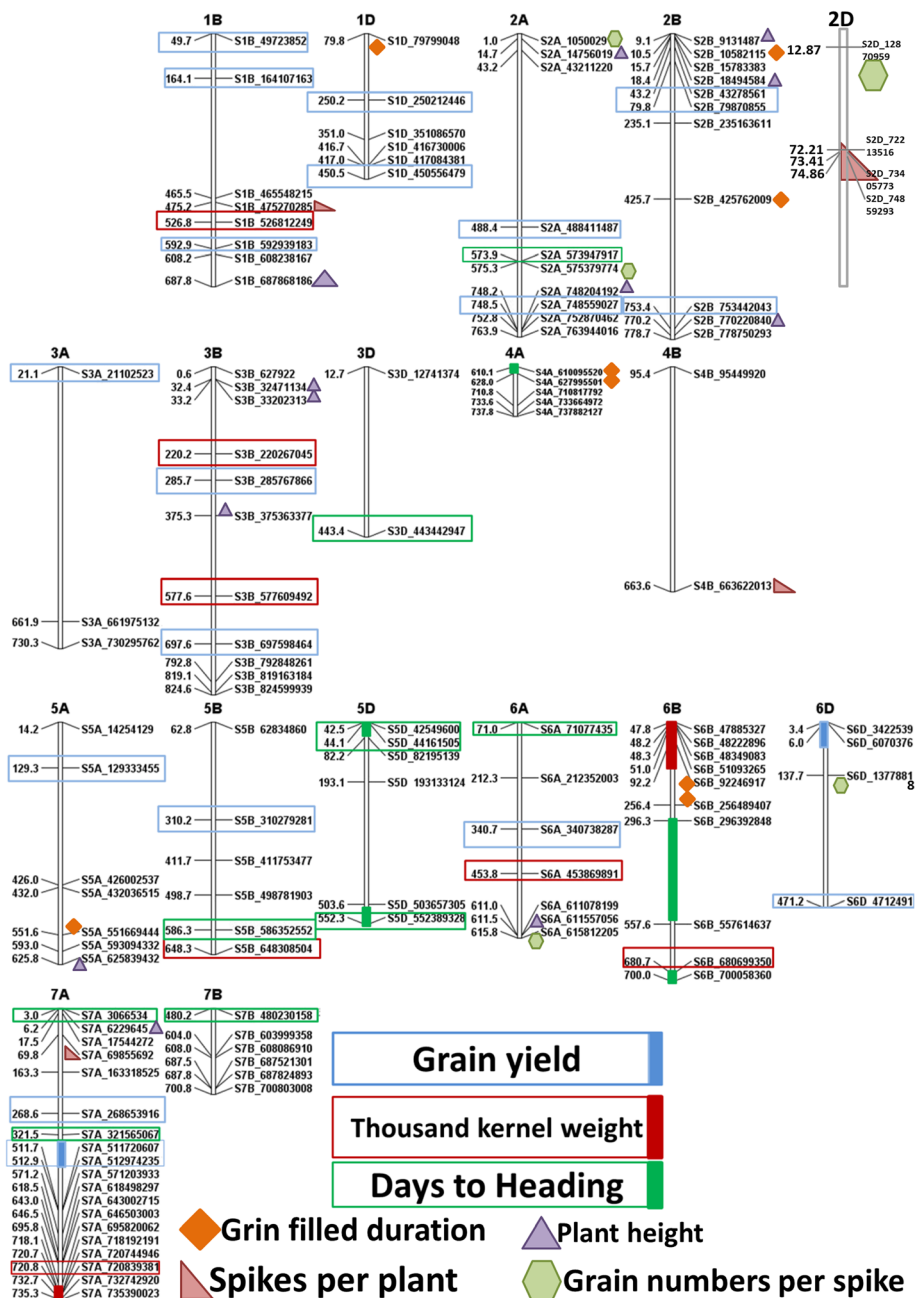 1B
49.7 S1B_49723852
164.1 S1B_164107163
465.5 S1B_465548215
475.2 S1B_475270285
526.8 S1B_526812249
592.9 S1B_592939183
608.2 S1B_608238167
687.8 S1B_687868186
1D
79.8 S1D_79799048
250.2 S1D_250212446
351.0 S1D_351086570
416.7 S1D_416730006
417.0 S1D_417084381
450.5 S1D_450556479
2A
1.0 S2A_1050029
14.7 S2A_14756019
43.2 S2A_43211220
488.4 S2A_488411487
573.9 S2A_573947917
575.3 S2A_575379774
748.2 S2A_748204192
748.5 S2A_748559027
752.8 S2A_752870462
763.9 S2A_763944016
2B
9.1 S2B_9131487
10.5 S2B_10582115
15.7 S2B_15783383
18.4 S2B_18494584
43.2 S2B_43278561
79.8 S2B_79870855
235.1 S2B_235163611
425.7 S2B_425762009
753.4 S2B_753442043
770.2 S2B_770220840
778.7 S2B_778750293
2D
12.87 S2D_128
70959
72.21 S2D_722
13516
73.41 S2D_734
05773
74.86 S2D_748
59293
3A
21.1 S3A_21102523
661.9 S3A_661975132
730.3 S3A_730295762
3B
0.6 S3B_627922
32.4 S3B_32471134
33.2 S3B_33202313
220.2 S3B_220267045
285.7 S3B_285767866
375.3 S3B_375363377
577.6 S3B_577609492
697.6 S3B_697598464
792.8 S3B_792848261
819.1 S3B_819163184
824.6 S3B_824599939
3D
12.7 S3D_12741374
443.4 S3D_443442947
4A
610.1 S4A_610095520
628.0 S4A_627995501
710.8 S4A_710817792
733.6 S4A_733664972
737.8 S4A_737882127
4B
95.4 S4B_95449920
663.6 S4B_663622013
5A
14.2 S5A_14254129
129.3 S5A_129333455
426.0 S5A_426002537
432.0 S5A_432036515
551.6 S5A_551669444
593.0 S5A_593094332
625.8 S5A_625839432
5B
62.8 S5B_62834860
310.2 S5B_310279281
411.7 S5B_411753477
498.7 S5B_498781903
586.3 S5B_586352552
648.3 S5B_648308504
5D
42.5 S5D_42549600
44.1 S5D_44161505
82.2 S5D_82195139
193.1 S5D_193133124
503.6 S5D_503657305
552.3 S5D_552389328
6A
71.0 S6A_71077435
212.3 S6A_212352003
340.7 S6A_340738287
453.8 S6A_453869891
611.0 S6A_611078199
611.5 S6A_611557056
615.8 S6A_615812205
6B
47.8 S6B_47885327
48.2 S6B_48222896
48.3 S6B_48349083
51.0 S6B_51093265
92.2 S6B_92246917
256.4 S6B_256489407
296.3 S6B_296392848
557.6 S6B_557614637
680.7 S6B_680699350
700.0 S6B_700058360
6D
3.4 S6D_3422539
6.0 S6D_6070376
137.7 S6D_1377881
8
471.2 S6D_4712491
7A
3.0 S7A_3066534
6.2 S7A_6229645
17.5 S7A_17544272
69.8 S7A_69855692
163.3 S7A_163318525
268.6 S7A_268653916
321.5 S7A_321565067
511.7 S7A_511720607
512.9 S7A_512974235
571.2 S7A_571203933
618.5 S7A_618498297
643.0 S7A_643002715
646.5 S7A_646503003
695.8 S7A_695820062
718.1 S7A_718192191
720.7 S7A_720744946
720.8 S7A_720839381
732.7 S7A_732742920
735.3 S7A_735390023
7B
480.2 S7B_480230158
604.0 S7B_603999358
608.0 S7B_608086910
687.5 S7B_687521301
687.8 S7B_687824893
700.8 S7B_700803008
Grain yield
Thousand kernel weight
Days to Heading
Grin filled duration
Plant height
Spikes per plant
Grain numbers per spike